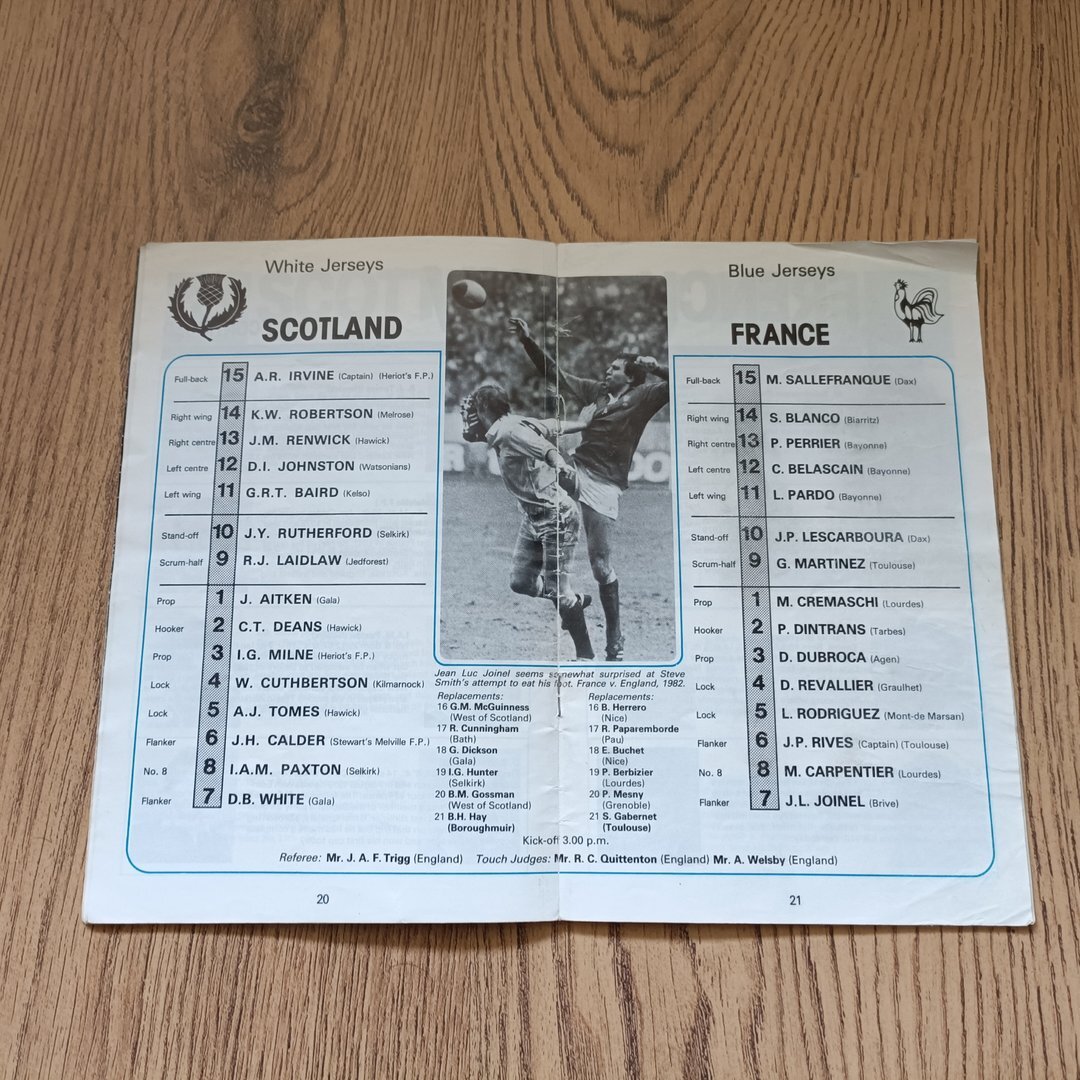 White Jerseys
SCOTLAND
Full-back 15 A.R. IRVINE (Captain) (Heriot's F.P.)
Right wing 14 K.W. ROBERTSON (Melrose)
Right centre 13 J.M. RENWICK (Hawick)
Left centre 12 D.I. JOHNSTON (Watsonians)
Left wing 11 G.R.T. BAIRD (Kelso)
Stand-off 10 J.Y. RUTHERFORD (Selkirk)
Scrum-half 9 R.J. LAIDLAW (Jedforest)
Prop 1 J. AITKEN (Gala)
Hooker 2 C.T. DEANS (Hawick)
Prop 3 I.G. MILNE (Heriot's F.P.)
Lock 4 W. CUTHBERTSON (Kilmarnock)
Lock 5 A.J. TOMES (Hawick)
Flanker 6 J.H. CALDER (Stewart's Melville F.P.)
No. 8 8 I.A.M. PAXTON (Selkirk)
Flanker 7 D.B. WHITE (Gala)
Jean Luc Joinel seems somewhat surprised at Steve
Smith's attempt to eat his foot. France v. England, 1982.
Replacements:
16 G.M. McGuinness
(West of Scotland)
17 R. Cunningham
(Bath)
18 G. Dickson
(Gala)
19 I.G. Hunter
(Selkirk)
20 B.M. Gossman
(West of Scotland)
21 B.H. Hay
(Boroughmuir)
Replacements:
16 B. Herrero
(Nice)
17 R. Paparemborde
(Pau)
18 E. Buchet
(Nice)
19 P. Berbizier
(Lourdes)
20 P. Mesny
(Grenoble)
21 S. Gabernet
(Toulouse)
Blue Jerseys
FRANCE
Full-back 15 M. SALLEFRANQUE (Dax)
Right wing 14 S. BLANCO (Biarritz)
Right centre 13 P. PERRIER (Bayonne)
Left centre 12 C. BELASCAIN (Bayonne)
Left wing 11 L. PARDO (Bayonne)
Stand-off 10 J.P. LESCARBOURA (Dax)
Scrum-half 9 G. MARTINEZ (Toulouse)
Prop 1 M. CREMASCHI (Lourdes)
Hooker 2 P. DINTRANS (Tarbes)
Prop 3 D. DUBROCA (Agen)
Lock 4 D. REVALLIER (Graulhet)
Lock 5 L. RODRIGUEZ (Mont-de Marsan)
Flanker 6 J.P. RIVES (Captain) (Toulouse)
No. 8 8 M. CARPENTIER (Lourdes)
Flanker 7 J.L. JOINEL (Brive)
Kick-off 3.00 p.m.
Referee: Mr. J. A. F. Trigg (England) Touch Judges: Mr. R. C. Quittenton (England) Mr. A. Welsby (England)
20
21